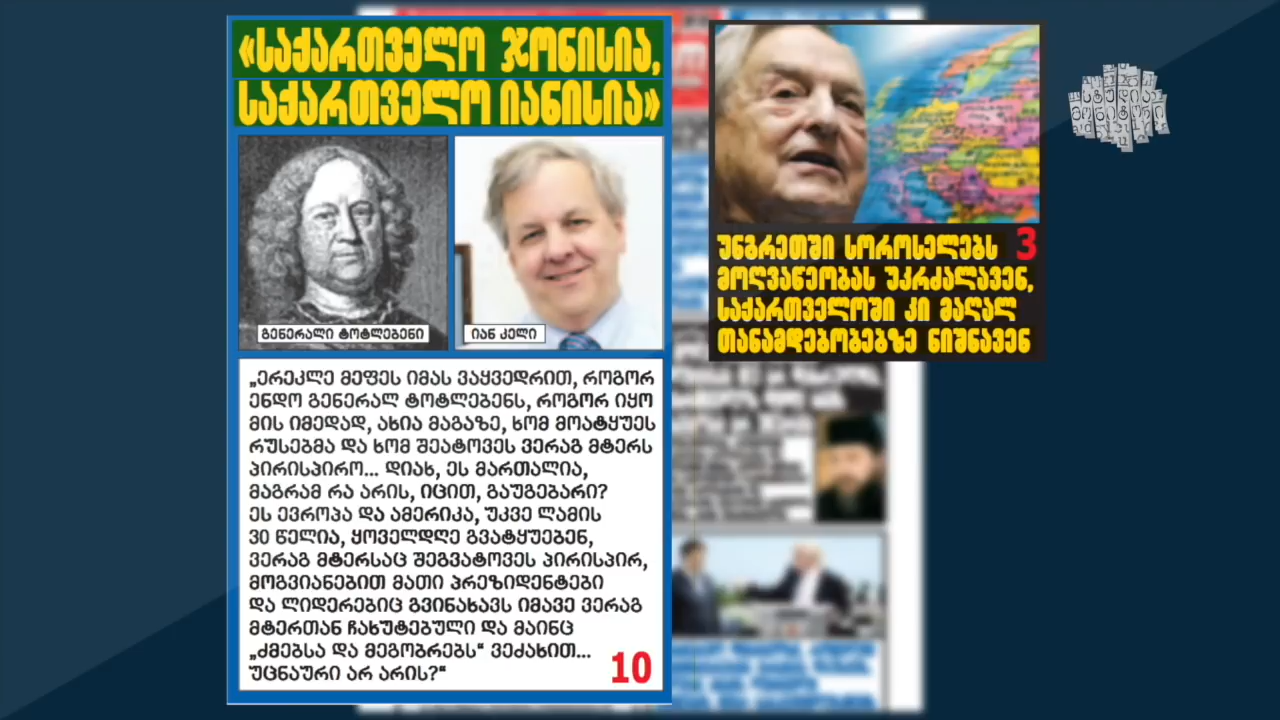 «საქართველო ჯონისია,
საქართველო იანისია»
გენერალი ტოტლებენი
იან კელი
„ერეკლე მეფეს იმას ვაყვედრით, როგორ
ენდო გენერალ ტოტლებენს, როგორ იყო
მის იმედად, ახია მაგაზე, ხომ მოატყუეს
რუსებმა და ხომ შეატოვეს ვერაგ მტერს
პირისპირო... დიახ, ეს მართალია,
მაგრამ რა არის, იცით, გაუგებარი?
ეს ევროპა და ამერიკა, უკვე ლამის
30 წელია, ყოველდღე გვატყუებენ,
ვერაგ მტერსაც შეგვატოვეს პირისპირ,
მოგვიანებით მათი პრეზიდენტები
და ლიდერებიც გვინახავს იმავე ვერაგ
მტერთან ჩახუტებული და მაინც
„ძმებსა და მეგობრებს“ ვეძახით...
უცნაური არ არის?“
10
უნგრეთში სოროსელებს 3
მოღვაწეობას უკრძალავენ,
საქართველოში კი მაღალ
თანამდებობებზე ნიშნავენ